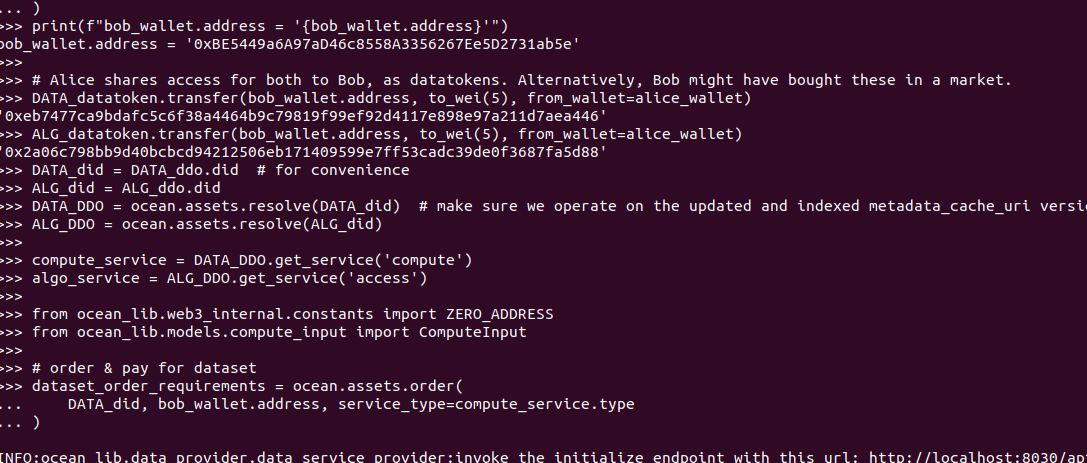 ... )
>>> print(f"bob_wallet.address = '{bob_wallet.address}'")
bob_wallet.address = '0xBE5449a6A97aD46c8558A3356267Ee5D2731ab5e'
>>>
>>> # Alice shares access for both to Bob, as datatokens. Alternatively, Bob might have bought these in a market.
>>> DATA_datatoken.transfer(bob_wallet.address, to_wei(5), from_wallet=alice_wallet)
'0xeb7477ca9bdafc5c6f38a4464b9c79819f99ef92d4117e898e97a211d7aea446'
>>> ALG_datatoken.transfer(bob_wallet.address, to_wei(5), from_wallet=alice_wallet)
'0x2a06c798bb9d40bcbcd94212506eb171409599e7ff53cadc39de0f3687fa5d88'
>>> DATA_did = DATA_ddo.did  # for convenience
>>> ALG_did = ALG_ddo.did
>>> DATA_DDO = ocean.assets.resolve(DATA_did)  # make sure we operate on the updated and indexed metadata_cache_uri versi
>>> ALG_DDO = ocean.assets.resolve(ALG_did)
>>>
>>> compute_service = DATA_DDO.get_service('compute')
>>> algo_service = ALG_DDO.get_service('access')
>>>
>>> from ocean_lib.web3_internal.constants import ZERO_ADDRESS
>>> from ocean_lib.models.compute_input import ComputeInput
>>>
>>> # order & pay for dataset
>>> dataset_order_requirements = ocean.assets.order(
...     DATA_did, bob_wallet.address, service_type=compute_service.type
... )
INFO:ocean_lib.data_provider.data_service_provider:invoke the initialize endpoint with this url: http://localhost:8030/ap